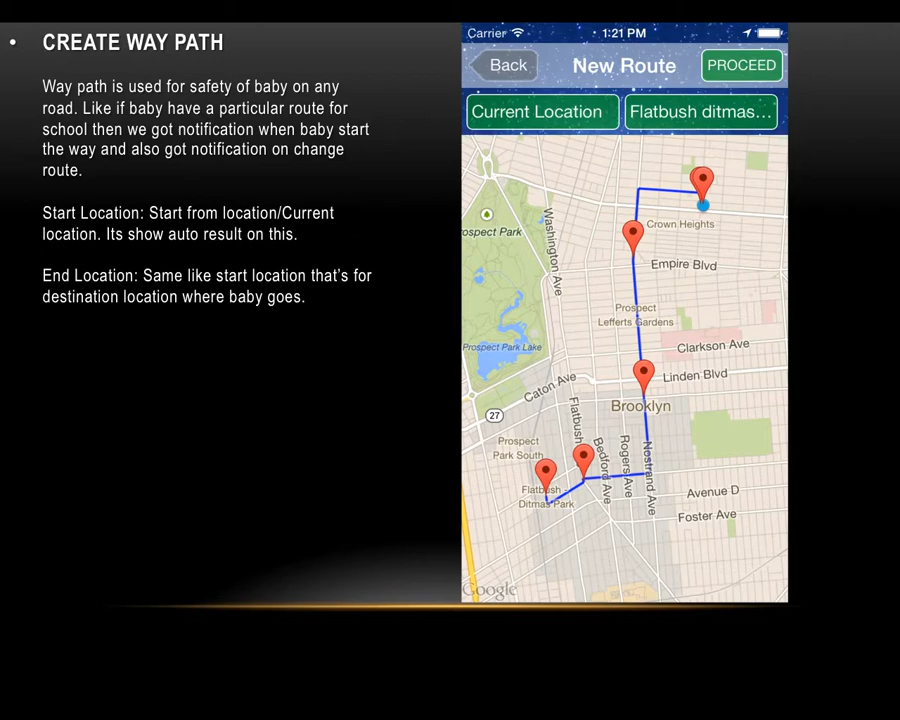 • CREATE WAY PATH
Way path is used for safety of baby on any
road. Like if baby have a particular route for
school then we got notification when baby start
the way and also got notification on change
route.
Start Location: Start from location/Current
location. Its show auto result on this.
End Location: Same like start location that's for
destination location where baby goes.
Carrier 1:21 PM
Back New Route PROCEED
Current Location Flatbush ditmas...
Washington Ave
rospect Park
Crown Heights
Empire Blvd
Prospect
Lefferts Gardens
Prospect Park Lake
Clarkson Ave
Linden Blvd
Caton Ave
Brooklyn
27
Flatbush
Prospect
Park South
Bedford Ave
Rogers Ave
Nostrand Ave
Flatbush -
Ditmas Park
Avenue D
Foster Ave
Google